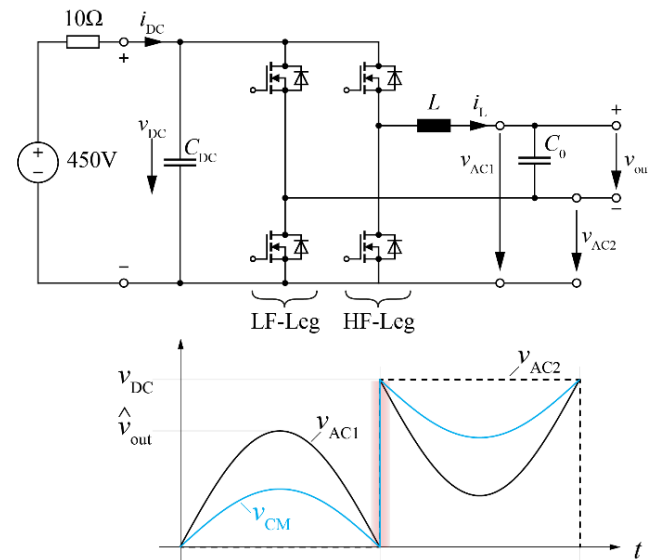 10Ω
i_DC
+
v_DC
C_DC
450V
+
−
−
L
i_L
+
v_AC1
C_0
v_ou
−
v_AC2
LF-Leg
HF-Leg
v_DC
v̂_out
v_AC1
v_AC2
v_CM
t